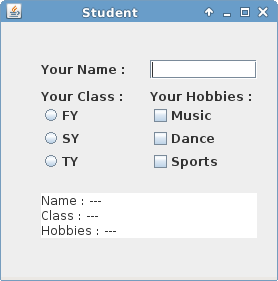 Student
Your Name :
Your Class : Your Hobbies :
FY Music
SY Dance
TY Sports
Name : ---
Class : ---
Hobbies : ---